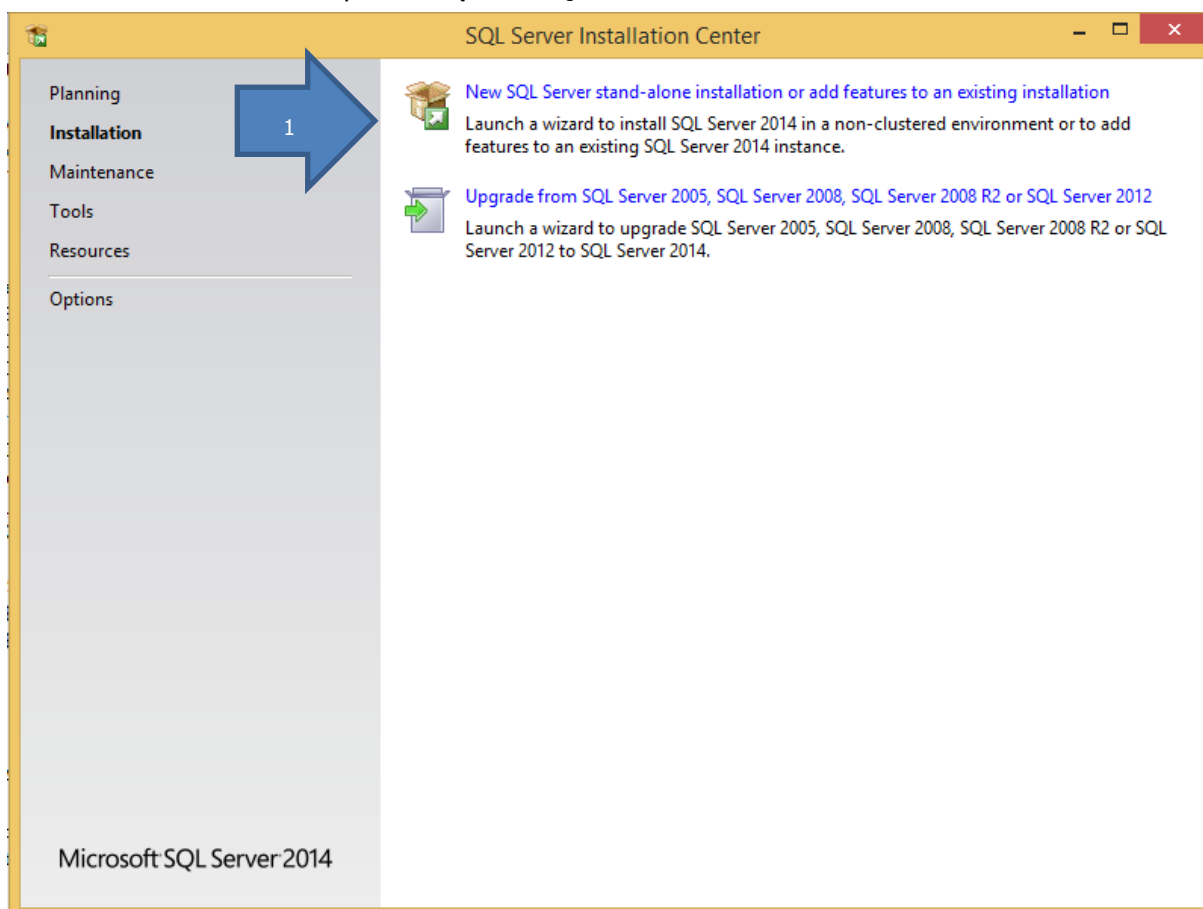 SQL Server Installation Center
Planning
Installation
Maintenance
Tools
Resources
Options
1
New SQL Server stand-alone installation or add features to an existing installation
Launch a wizard to install SQL Server 2014 in a non-clustered environment or to add
features to an existing SQL Server 2014 instance.
Upgrade from SQL Server 2005, SQL Server 2008, SQL Server 2008 R2 or SQL Server 2012
Launch a wizard to upgrade SQL Server 2005, SQL Server 2008, SQL Server 2008 R2 or SQL
Server 2012 to SQL Server 2014.
Microsoft SQL Server 2014